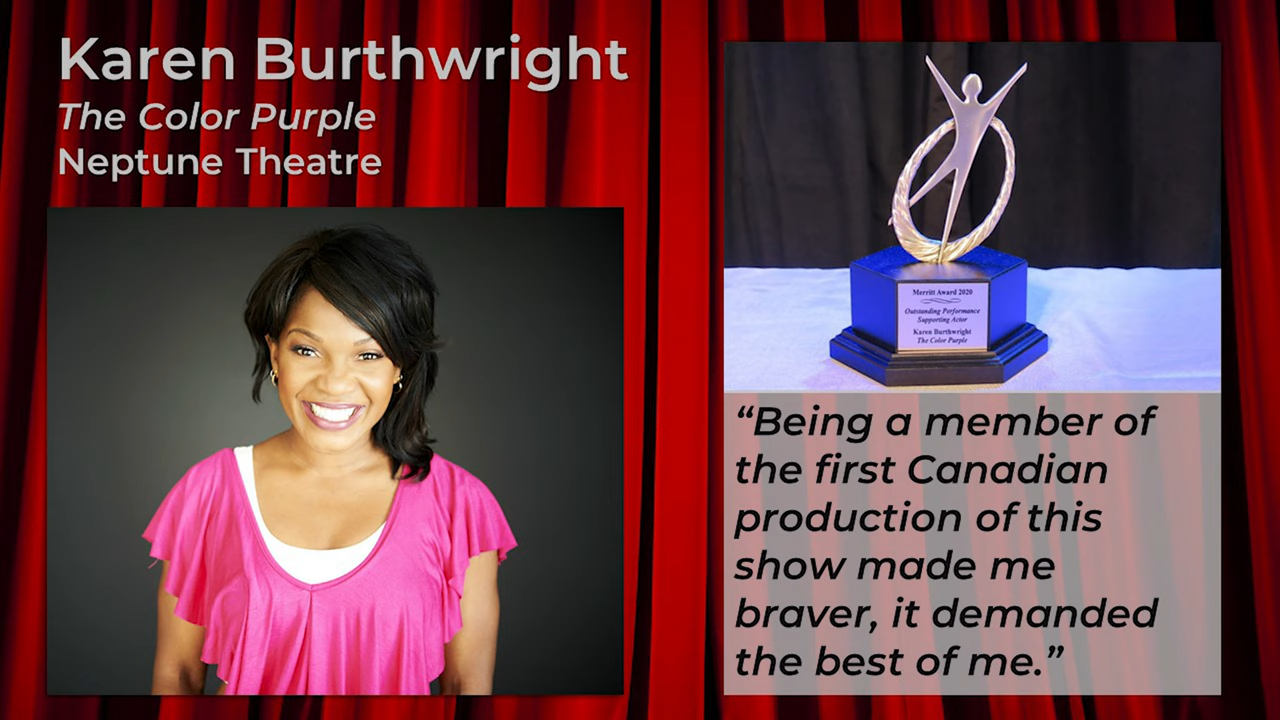 Karen Burthwright
The Color Purple
Neptune Theatre
Merritt Award 2020
Outstanding Performance
Supporting Actor
Karen Burthwright
The Color Purple
“Being a member of
the first Canadian
production of this
show made me
braver, it demanded
the best of me.”